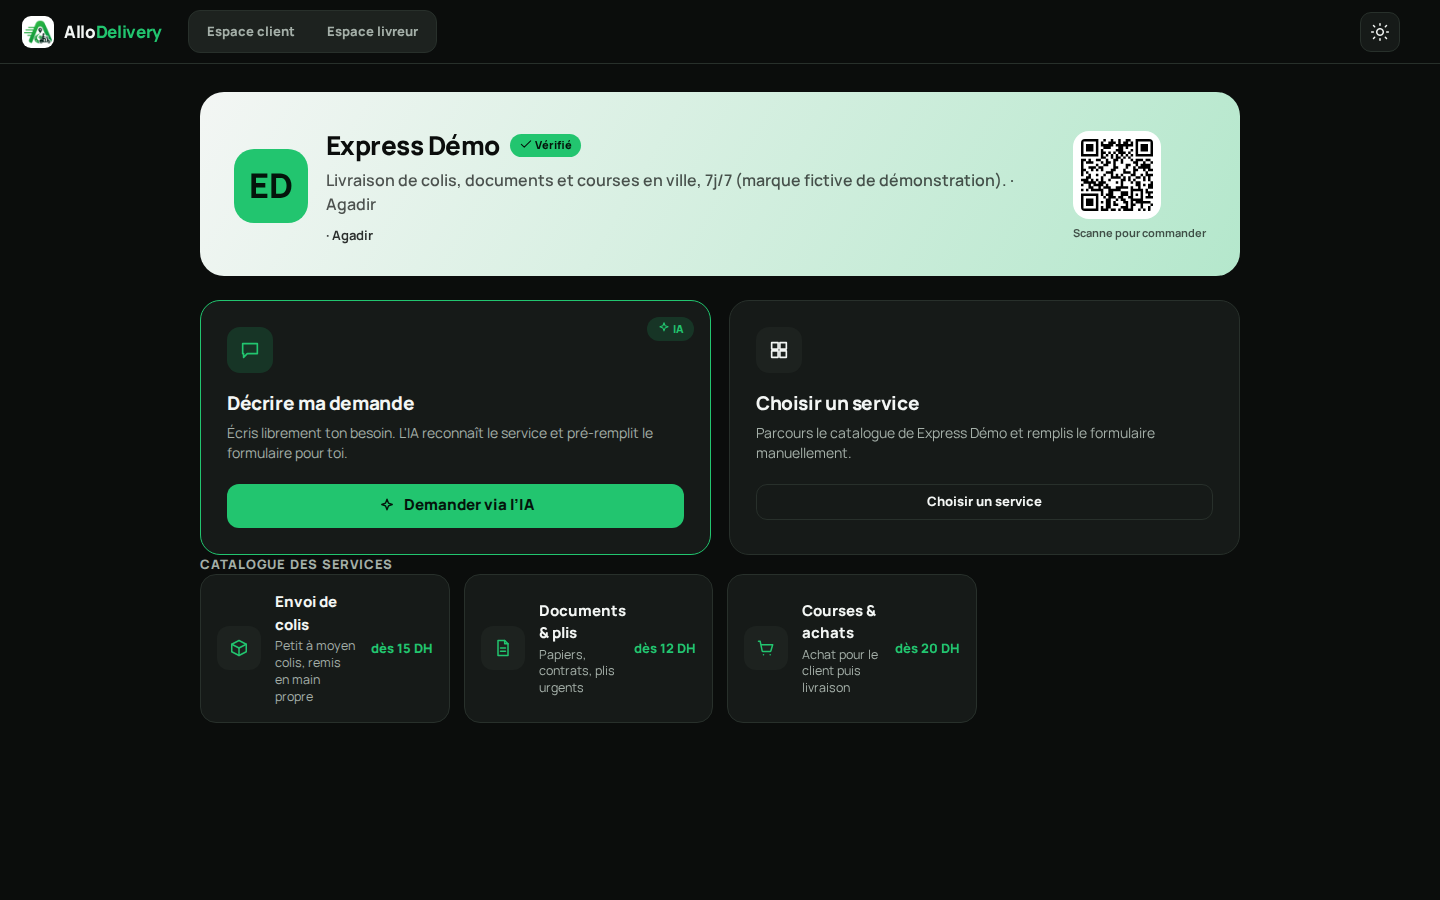 AlloDelivery
Espace client
Espace livreur
ED
Express Démo
Vérifié
Livraison de colis, documents et courses en ville, 7j/7 (marque fictive de démonstration). ·
Agadir
· Agadir
Scanne pour commander
IA
Décrire ma demande
Écris librement ton besoin. L'IA reconnaît le service et pré-remplit le
formulaire pour toi.
Demander via l'IA
Choisir un service
Parcours le catalogue de Express Démo et remplis le formulaire
manuellement.
Choisir un service
CATALOGUE DES SERVICES
Envoi de
colis
Petit à moyen
colis, remis
en main
propre
dès 15 DH
Documents
& plis
Papiers,
contrats, plis
urgents
dès 12 DH
Courses &
achats
Achat pour le
client puis
livraison
dès 20 DH